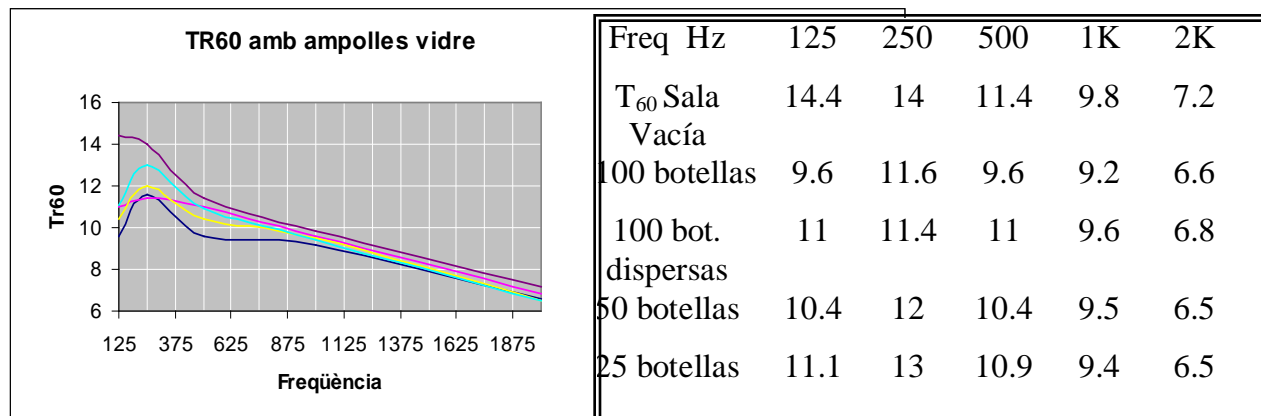 TR60 amb ampolles vidre
16
14
12
10
8
6
Tr60
125 375 625 875 1125 1375 1625 1875
Freqüència
Freq Hz 125 250 500 1K 2K
T60 Sala Vacía 14.4 14 11.4 9.8 7.2
100 botellas 9.6 11.6 9.6 9.2 6.6
100 bot. dispersas 11 11.4 11 9.6 6.8
50 botellas 10.4 12 10.4 9.5 6.5
25 botellas 11.1 13 10.9 9.4 6.5